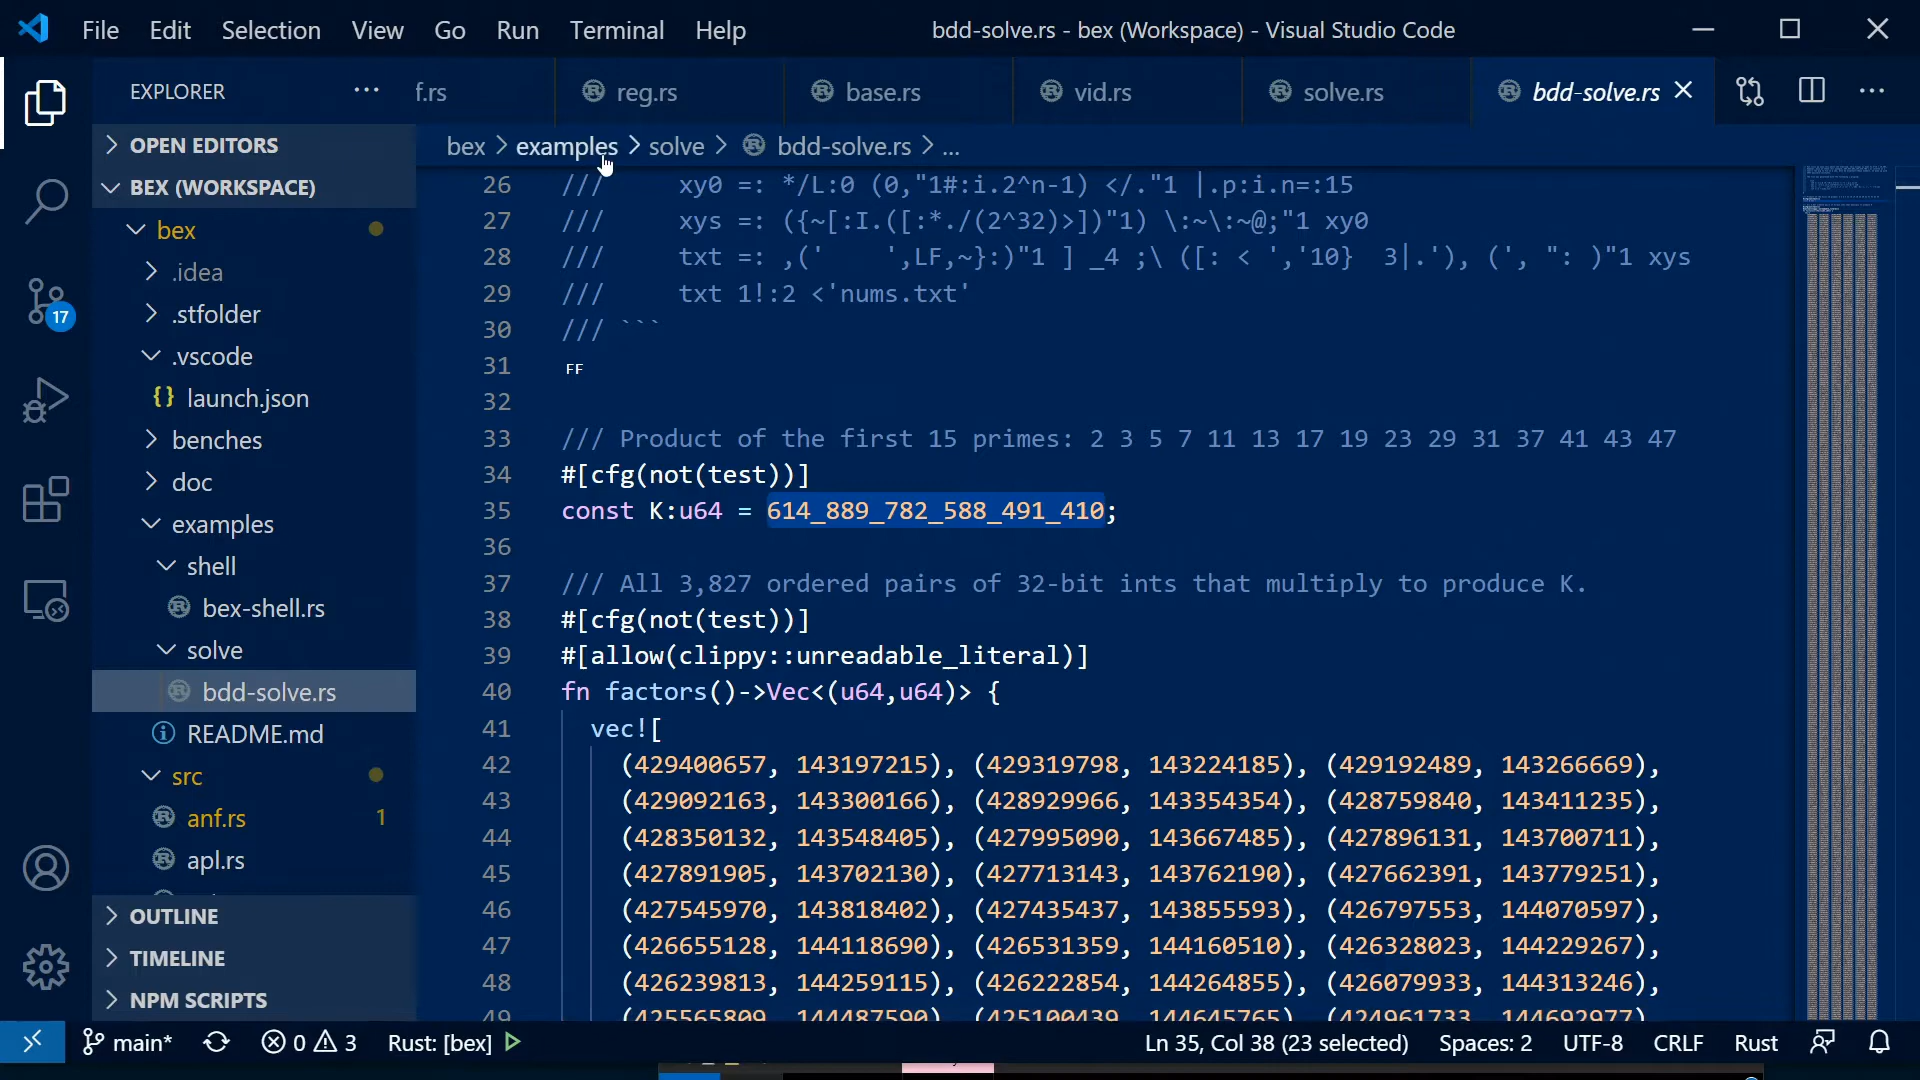 File Edit Selection View Go Run Terminal Help bdd-solve.rs - bex (Workspace) - Visual Studio Code
EXPLORER ··· f.rs reg.rs base.rs vid.rs solve.rs bdd-solve.rs ···
OPEN EDITORS
BEX (WORKSPACE)
bex
.idea
.stfolder
.vscode
{} launch.json
benches
doc
examples
shell
bex-shell.rs
solve
bdd-solve.rs
README.md
src
anf.rs 1
apl.rs
OUTLINE
TIMELINE
NPM SCRIPTS
17
bex > examples > solve > bdd-solve.rs > ...
26 /// xy0 =: */L:0 (0,"1#:i.2^n-1) </."1 |.p:i.n=:15
27 /// xys =: ({~[:I.([:*./(2^32)>])"1) \:~\:~@;"1 xy0
28 /// txt =: ,(' ',LF,~}:)"1 ] _4 ;\ ([: < ','10} 3|.'), (', ": )"1 xys
29 /// txt 1!:2 <'nums.txt'
30 /// ```
31 FF
32
33 /// Product of the first 15 primes: 2 3 5 7 11 13 17 19 23 29 31 37 41 43 47
34 #[cfg(not(test))]
35 const K:u64 = 614_889_782_588_491_410;
36
37 /// All 3,827 ordered pairs of 32-bit ints that multiply to produce K.
38 #[cfg(not(test))]
39 #[allow(clippy::unreadable_literal)]
40 fn factors()->Vec<(u64,u64)> {
41 vec![
42 (429400657, 143197215), (429319798, 143224185), (429192489, 143266669),
43 (429092163, 143300166), (428929966, 143354354), (428759840, 143411235),
44 (428350132, 143548405), (427995090, 143667485), (427896131, 143700711),
45 (427891905, 143702130), (427713143, 143762190), (427662391, 143779251),
46 (427545970, 143818402), (427435437, 143855593), (426797553, 144070597),
47 (426655128, 144118690), (426531359, 144160510), (426328023, 144229267),
48 (426239813, 144259115), (426222854, 144264855), (426079933, 144313246),
49 (425565809, 144487590), (425100439, 144645765), (424961733, 144692977),
main* 0 3 Rust: [bex] Ln 35, Col 38 (23 selected) Spaces: 2 UTF-8 CRLF Rust